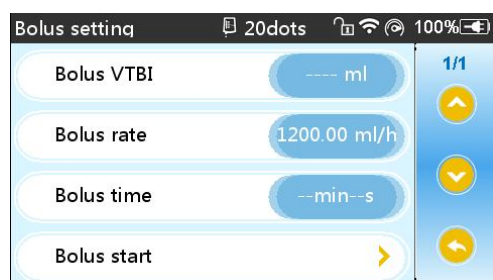 Bolus setting 20dots 100%
Bolus VTBI ---- ml 1/1
Bolus rate 1200.00 ml/h
Bolus time --min--s
Bolus start